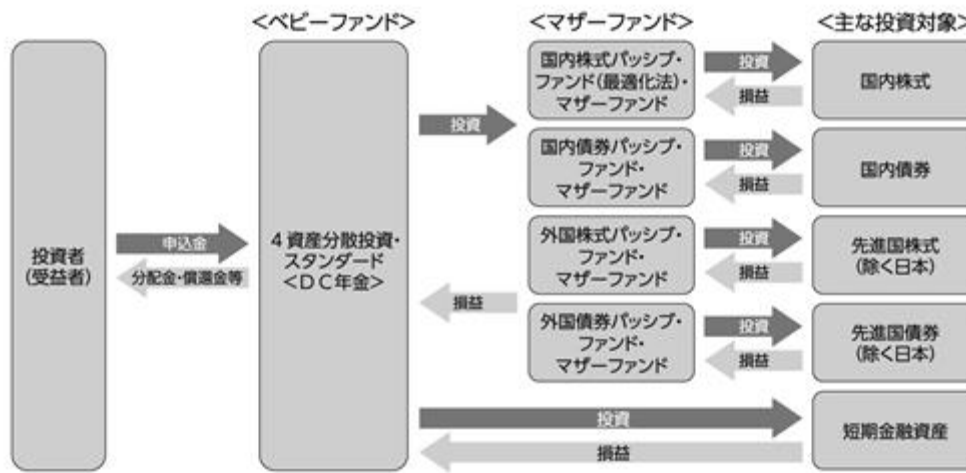 <ベビーファンド>
<マザーファンド>
<主な投資対象>
投資者
(受益者)
申込金
分配金・償還金等
4資産分散投資・
スタンダード
<DC年金>
投資
損益
国内株式パッシブ・
ファンド(最適化法)・
マザーファンド
投資
損益
国内株式
国内債券パッシブ・
ファンド・
マザーファンド
投資
損益
国内債券
外国株式パッシブ・
ファンド・
マザーファンド
投資
損益
先進国株式
(除く日本)
外国債券パッシブ・
ファンド・
マザーファンド
投資
損益
先進国債券
(除く日本)
投資
損益
短期金融資産